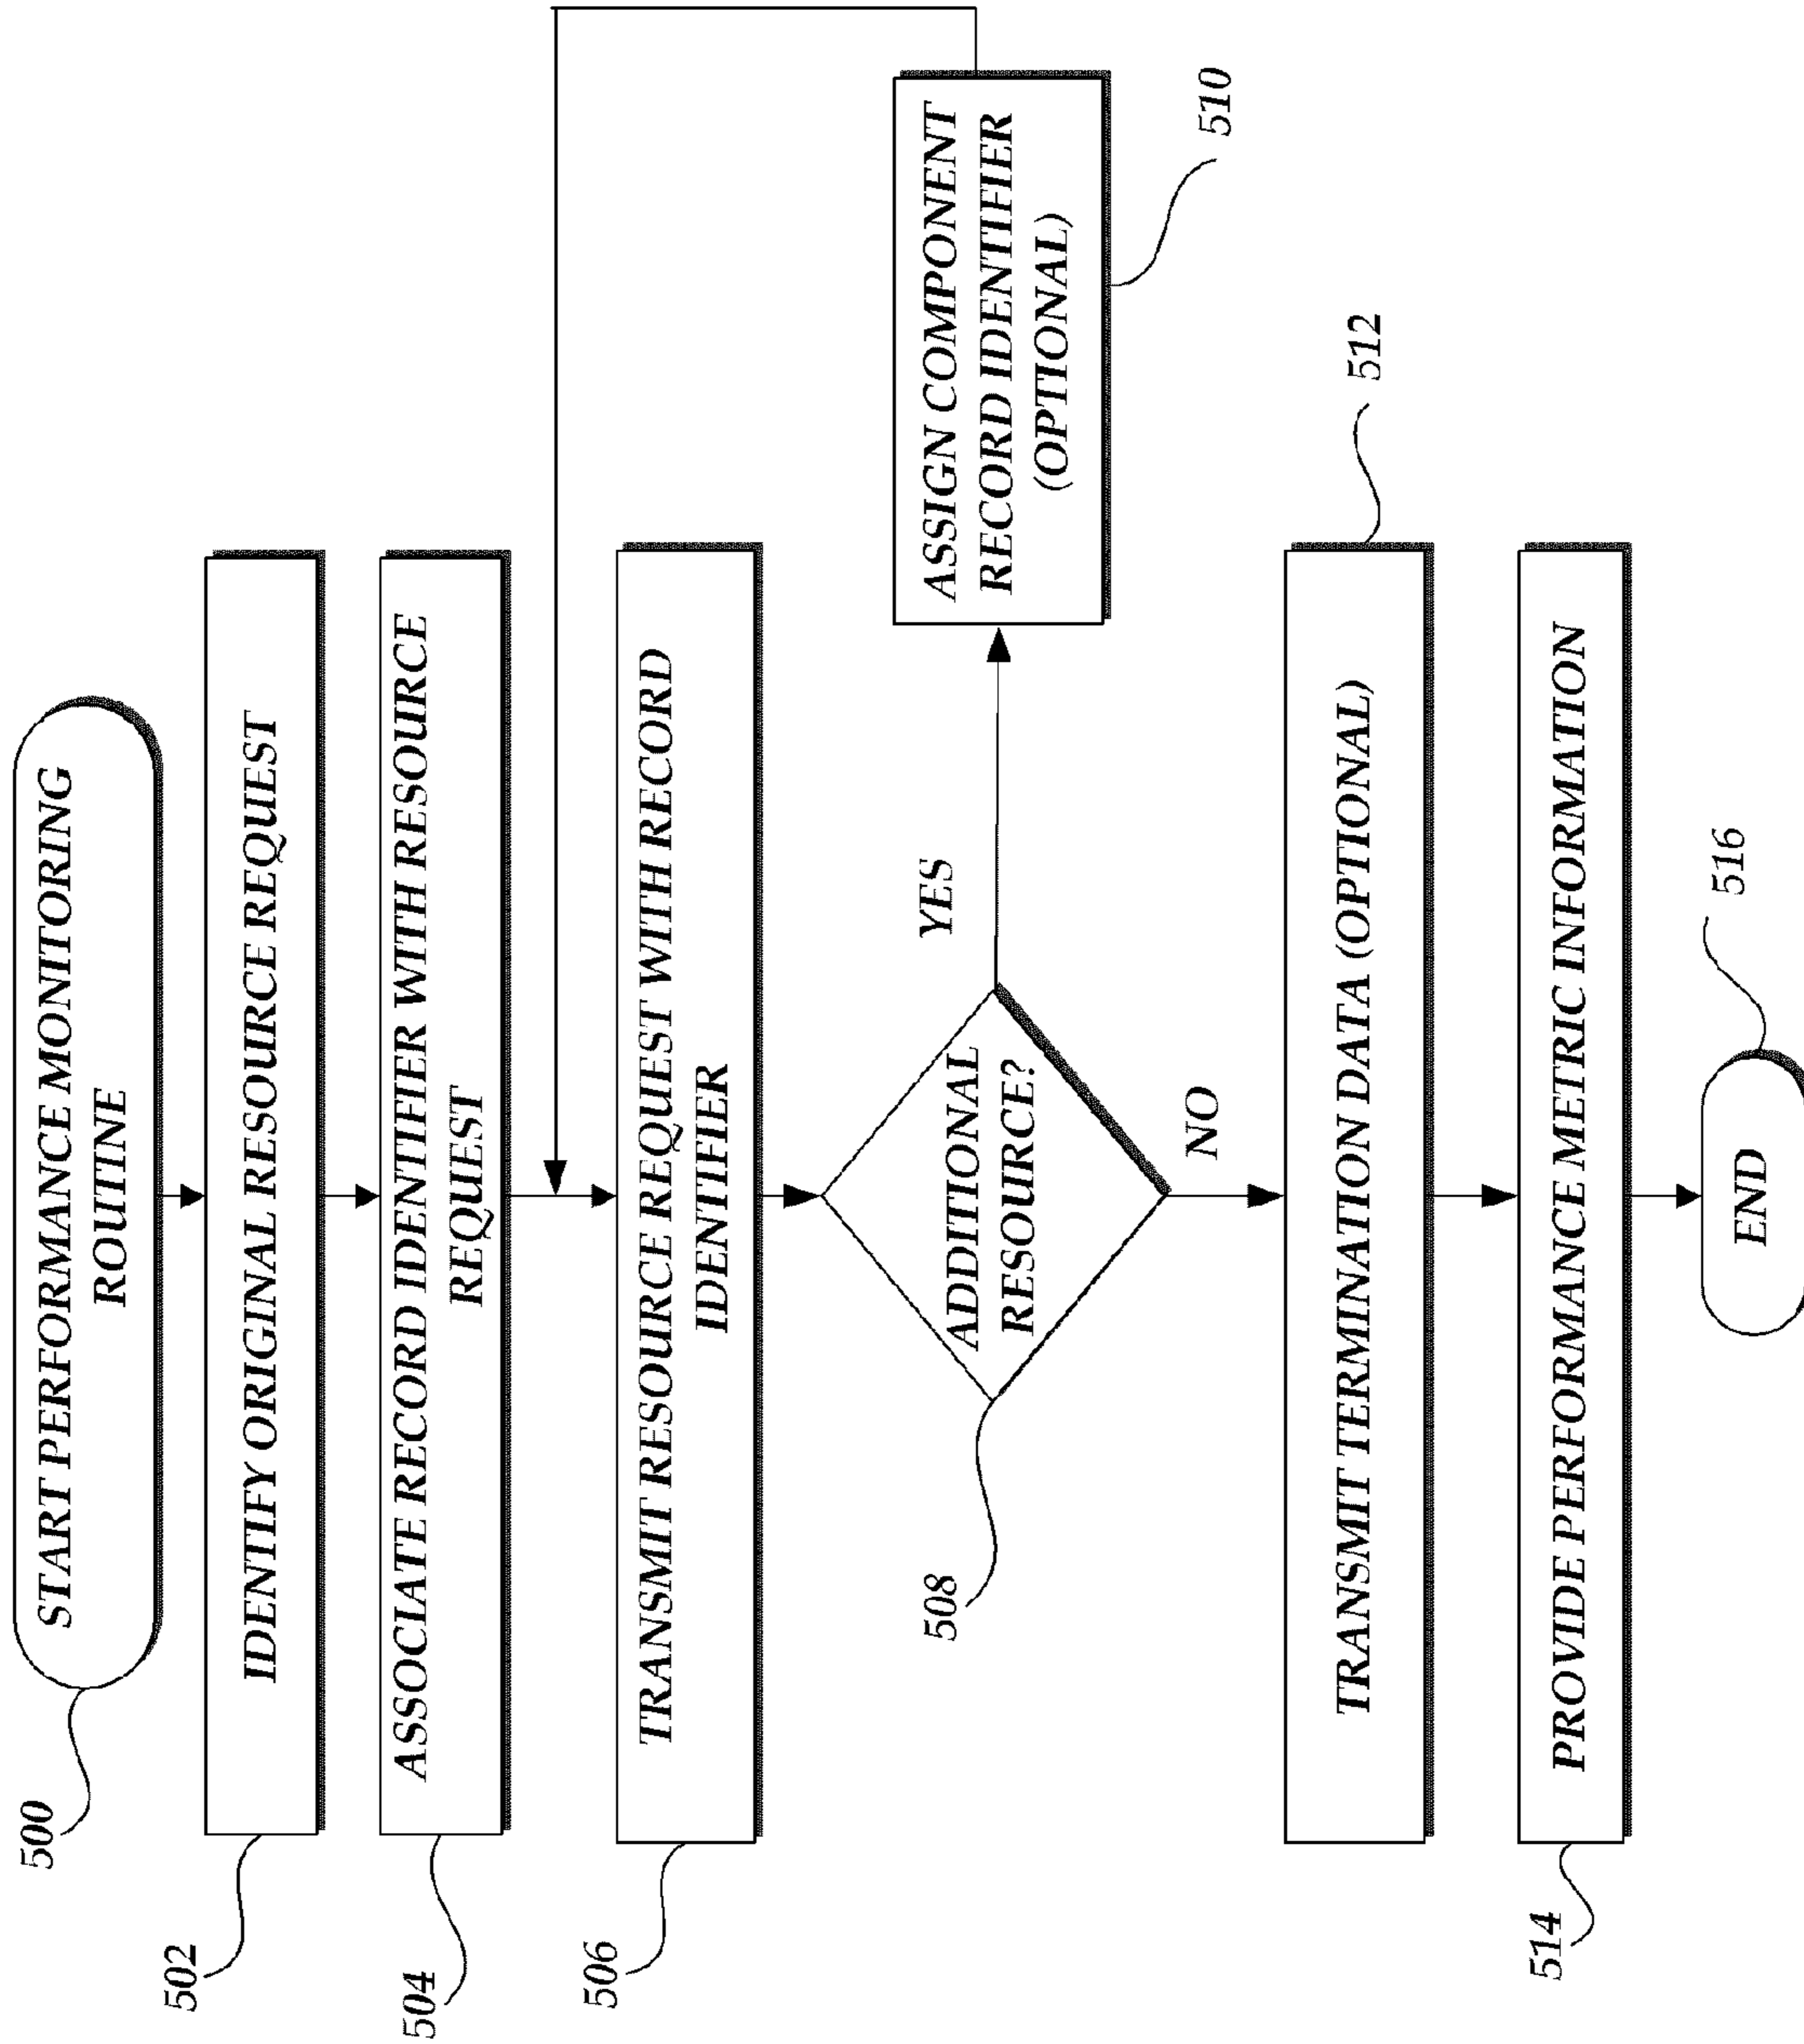 500
START PERFORMANCE MONITORING
ROUTINE
502
IDENTIFY ORIGINAL RESOURCE REQUEST
504
ASSOCIATE RECORD IDENTIFIER WITH RESOURCE
REQUEST
506
TRANSMIT RESOURCE REQUEST WITH RECORD
IDENTIFIER
508
ADDITIONAL
RESOURCE?
YES
ASSIGN COMPONENT
RECORD IDENTIFIER
(OPTIONAL)
510
NO
TRANSMIT TERMINATION DATA (OPTIONAL)
512
514
PROVIDE PERFORMANCE METRIC INFORMATION
END
516